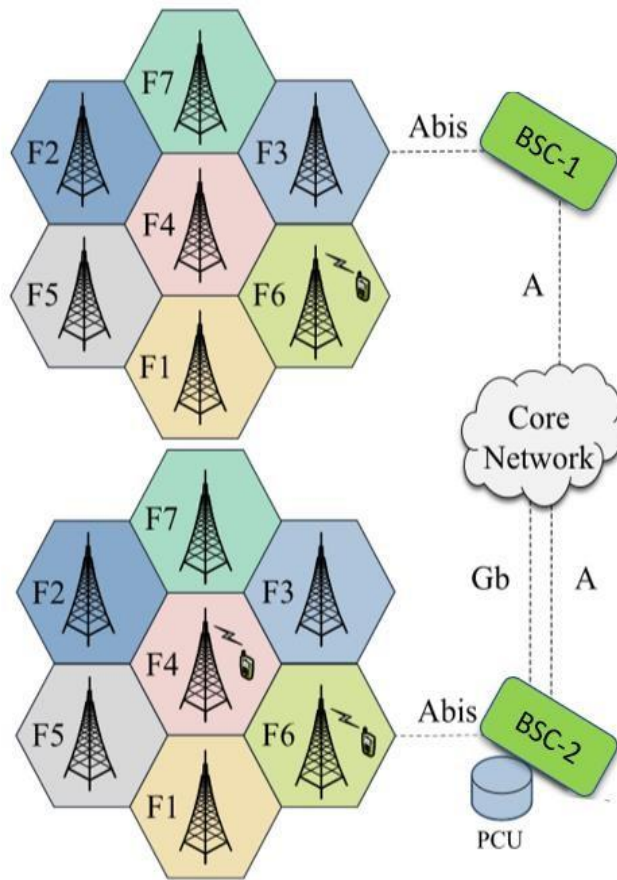 F7
F2
F3
F4
F5
F6
F1
Abis
BSC-1
A
Core
Network
F7
F2
F3
F4
F5
F6
F1
Gb
A
Abis
BSC-2
PCU